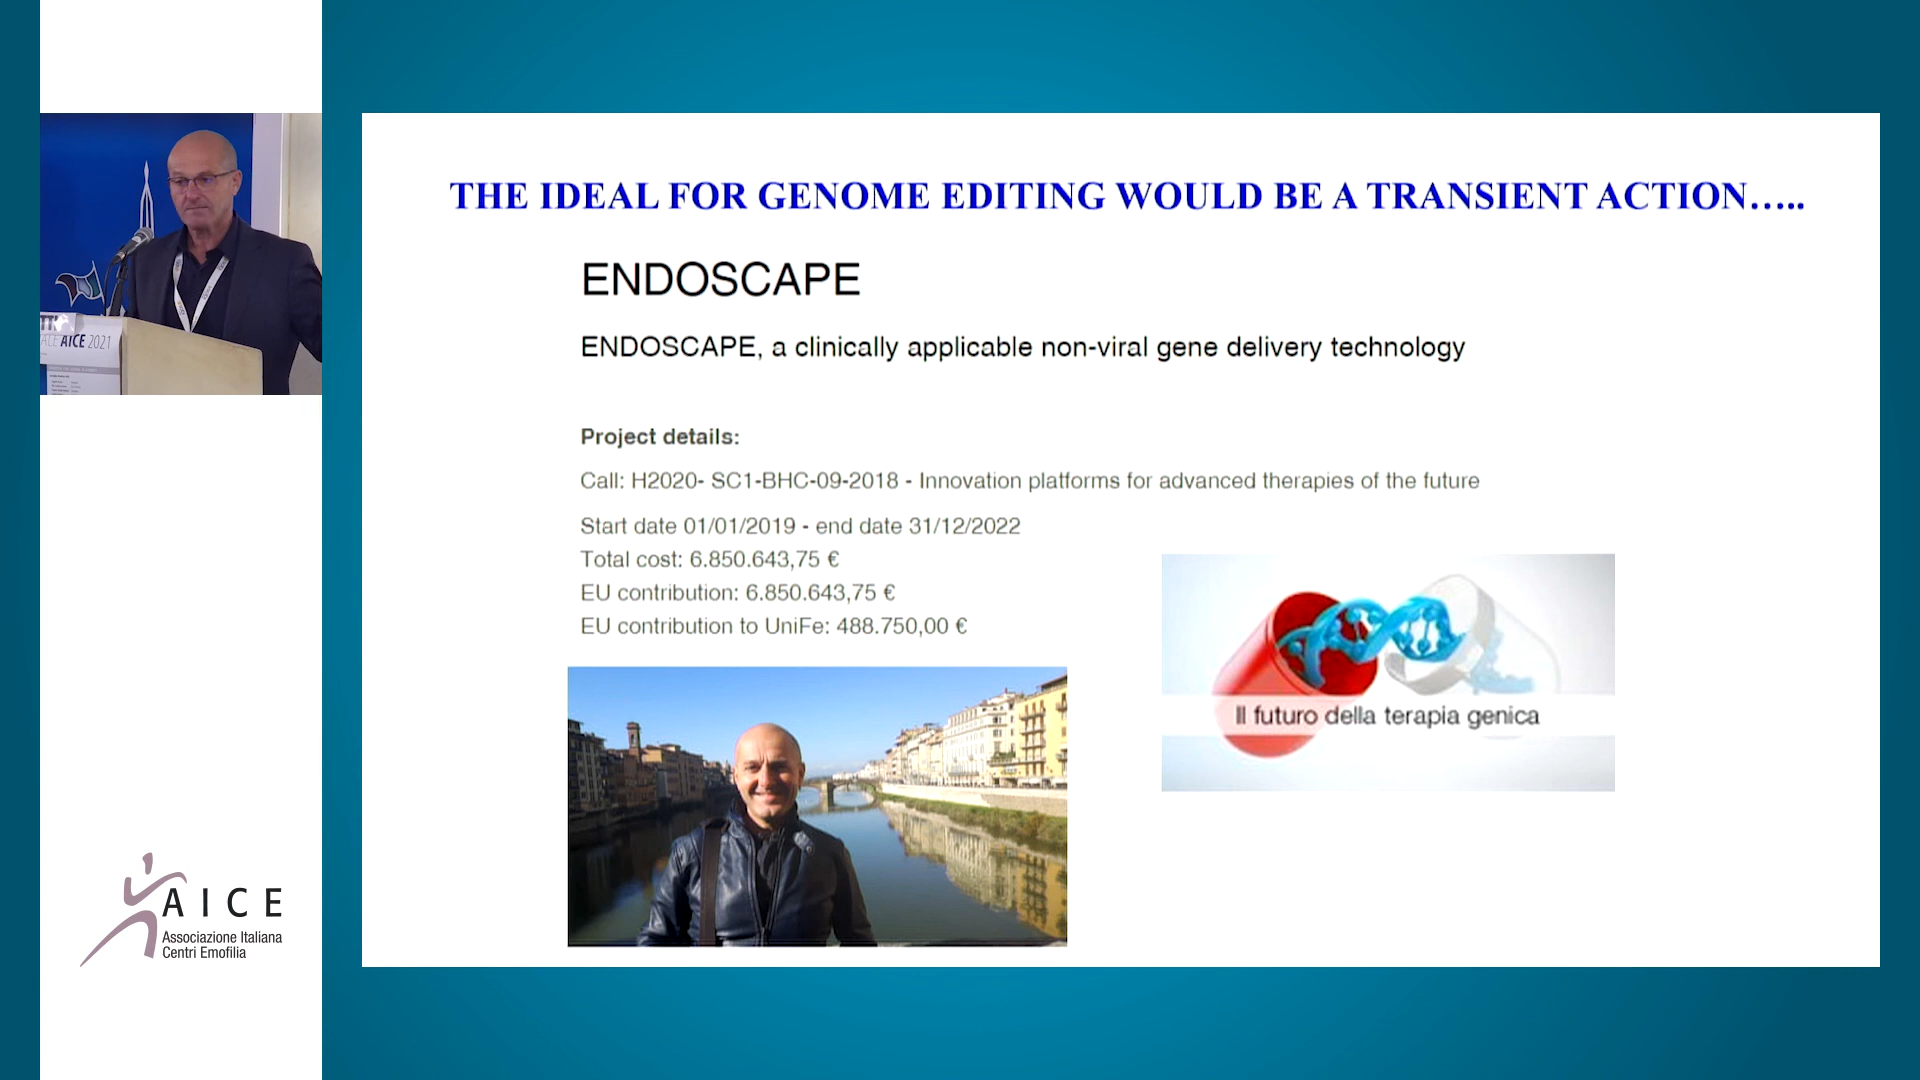 THE IDEAL FOR GENOME EDITING WOULD BE A TRANSIENT ACTION.....
ENDOSCAPE
ENDOSCAPE, a clinically applicable non-viral gene delivery technology
Project details:
Call: H2020- SC1-BHC-09-2018 - Innovation platforms for advanced therapies of the future
Start date 01/01/2019 - end date 31/12/2022
Total cost: 6.850.643,75 €
EU contribution: 6.850.643,75 €
EU contribution to UniFe: 488.750,00 €
Il futuro della terapia genica
AICE 2021
AICE
Associazione Italiana
Centri Emofilia